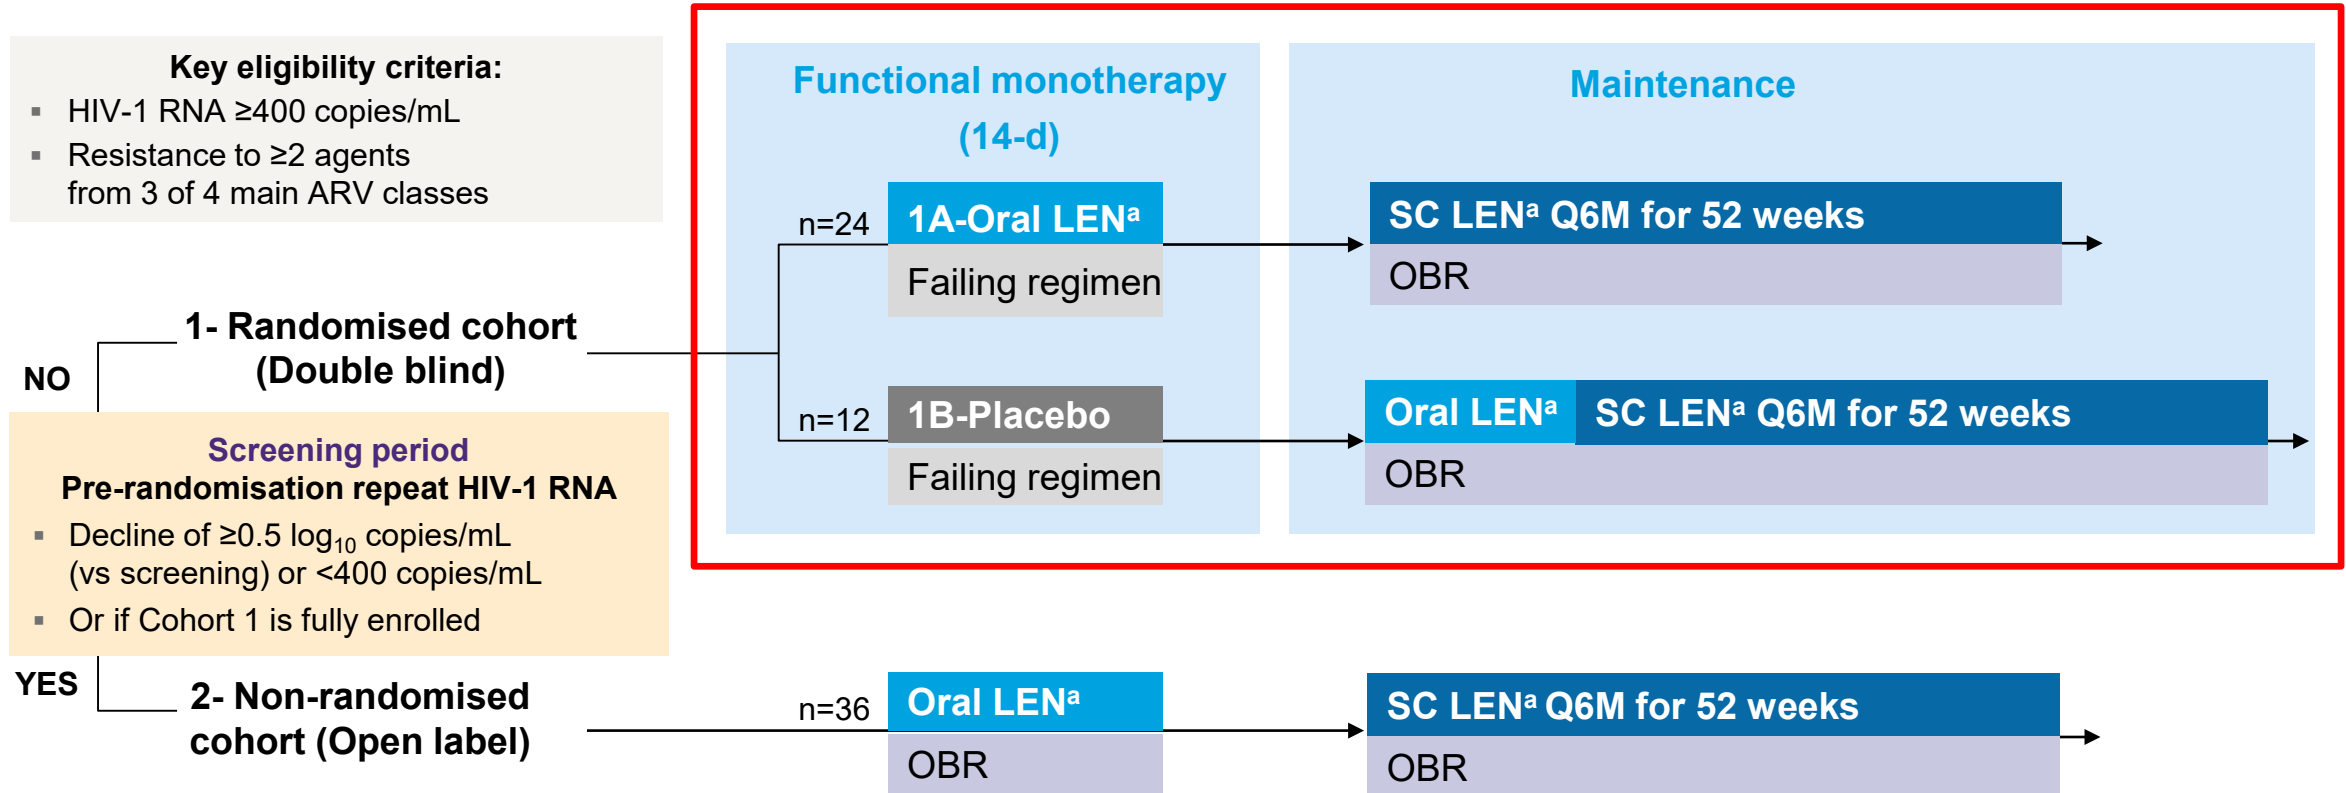 Key eligibility criteria:
▪ HIV-1 RNA ≥400 copies/mL
▪ Resistance to ≥2 agents
from 3 of 4 main ARV classes
NO
1- Randomised cohort
(Double blind)
Screening period
Pre-randomisation repeat HIV-1 RNA
▪ Decline of ≥0.5 log₁₀ copies/mL
(vs screening) or <400 copies/mL
▪ Or if Cohort 1 is fully enrolled
YES
2- Non-randomised
cohort (Open label)
Functional monotherapy
(14-d)
Maintenance
n=24
1A-Oral LENᵃ
Failing regimen
SC LENᵃ Q6M for 52 weeks
OBR
n=12
1B-Placebo
Failing regimen
Oral LENᵃ
SC LENᵃ Q6M for 52 weeks
OBR
n=36
Oral LENᵃ
OBR
SC LENᵃ Q6M for 52 weeks
OBR